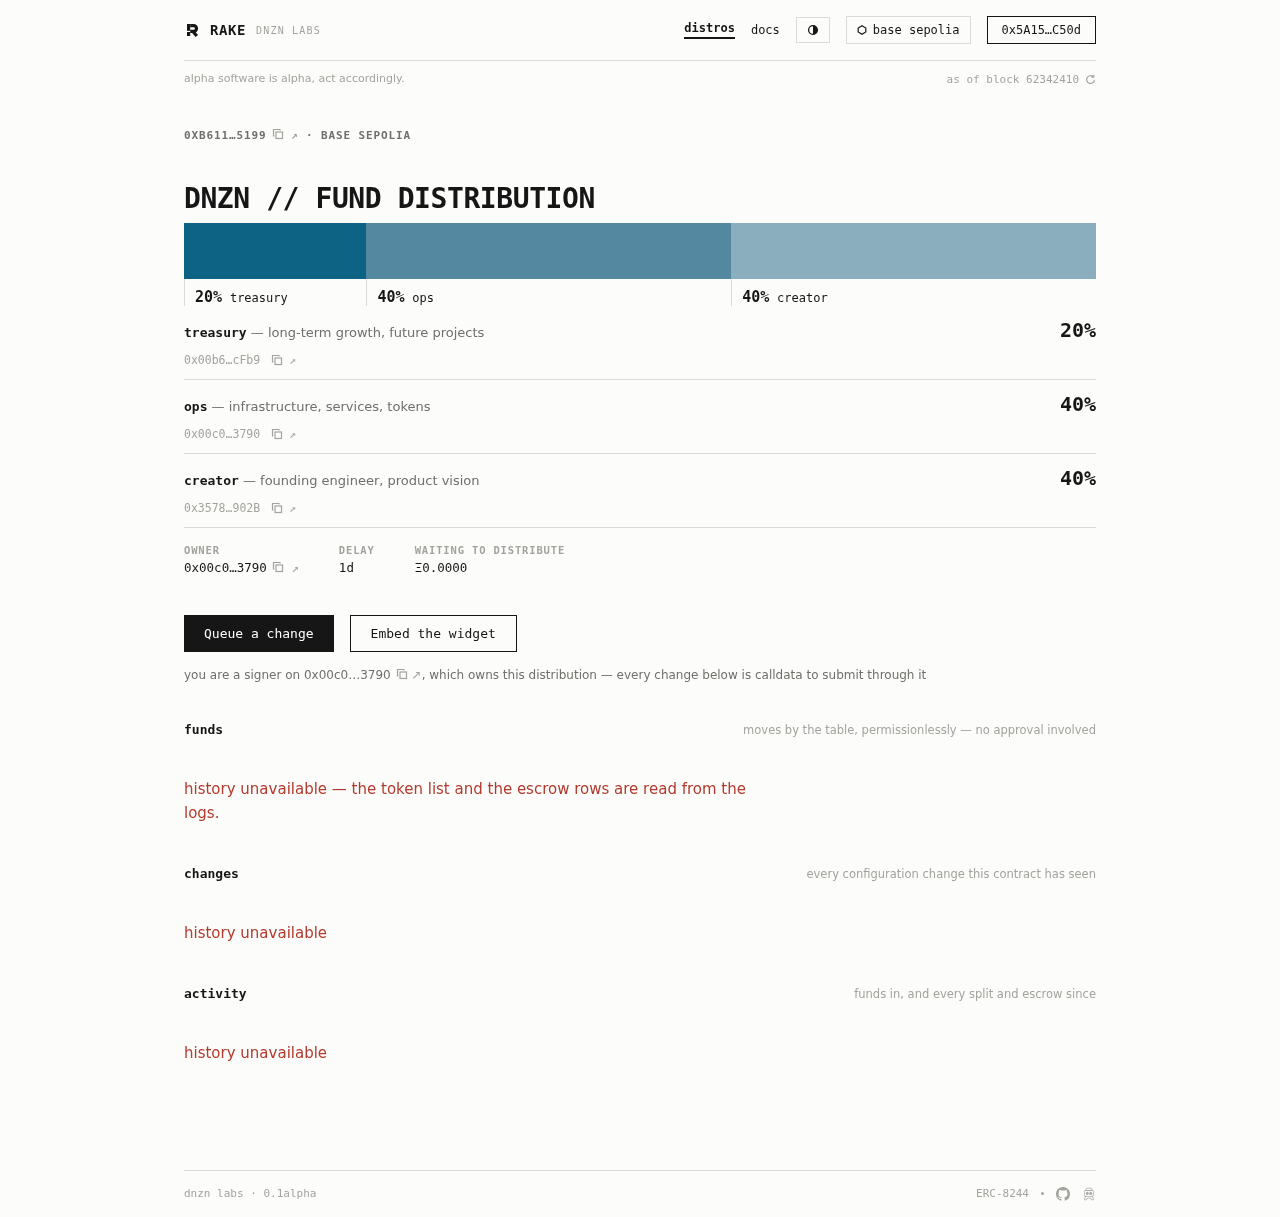 RAKE DNZN LABS distros docs base sepolia 0x5A15…C50d
alpha software is alpha, act accordingly. as of block 62342410
0XB611…5199 ↗ · BASE SEPOLIA
DNZN // FUND DISTRIBUTION
20% treasury 40% ops 40% creator
treasury — long-term growth, future projects 20%
0x00b6…cFb9 ↗
ops — infrastructure, services, tokens 40%
0x00c0…3790 ↗
creator — founding engineer, product vision 40%
0x3578…902B ↗
OWNER DELAY WAITING TO DISTRIBUTE
0x00c0…3790 ↗ 1d Ξ0.0000
Queue a change Embed the widget
you are a signer on 0x00c0…3790 ↗, which owns this distribution — every change below is calldata to submit through it
funds moves by the table, permissionlessly — no approval involved
history unavailable — the token list and the escrow rows are read from the
logs.
changes every configuration change this contract has seen
history unavailable
activity funds in, and every split and escrow since
history unavailable
dnzn labs · 0.1alpha ERC-8244 •